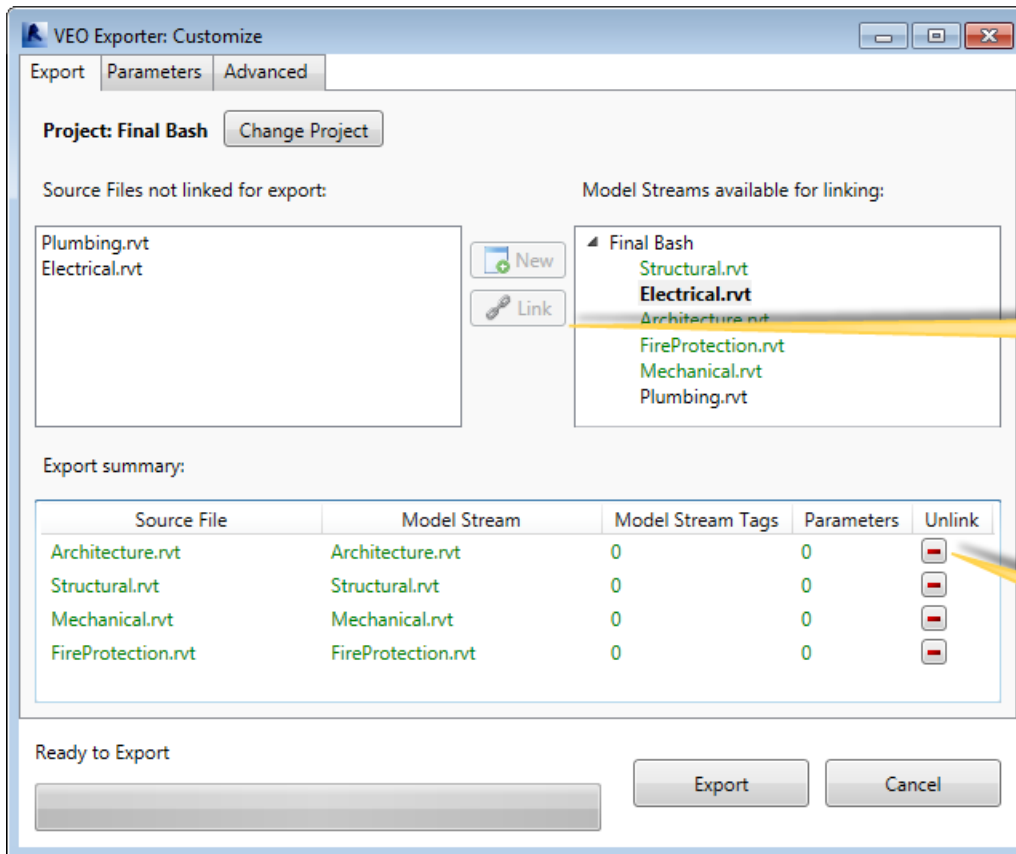 VEO Exporter: Customize
Export Parameters Advanced
Project: Final Bash Change Project
Source Files not linked for export: Model Streams available for linking:
Plumbing.rvt
Electrical.rvt
New
Link
Final Bash
Structural.rvt
Electrical.rvt
Architecture.rvt
FireProtection.rvt
Mechanical.rvt
Plumbing.rvt
Export summary:
Source File Model Stream Model Stream Tags Parameters Unlink
Architecture.rvt Architecture.rvt 0 0
Structural.rvt Structural.rvt 0 0
Mechanical.rvt Mechanical.rvt 0 0
FireProtection.rvt FireProtection.rvt 0 0
Ready to Export
Export Cancel